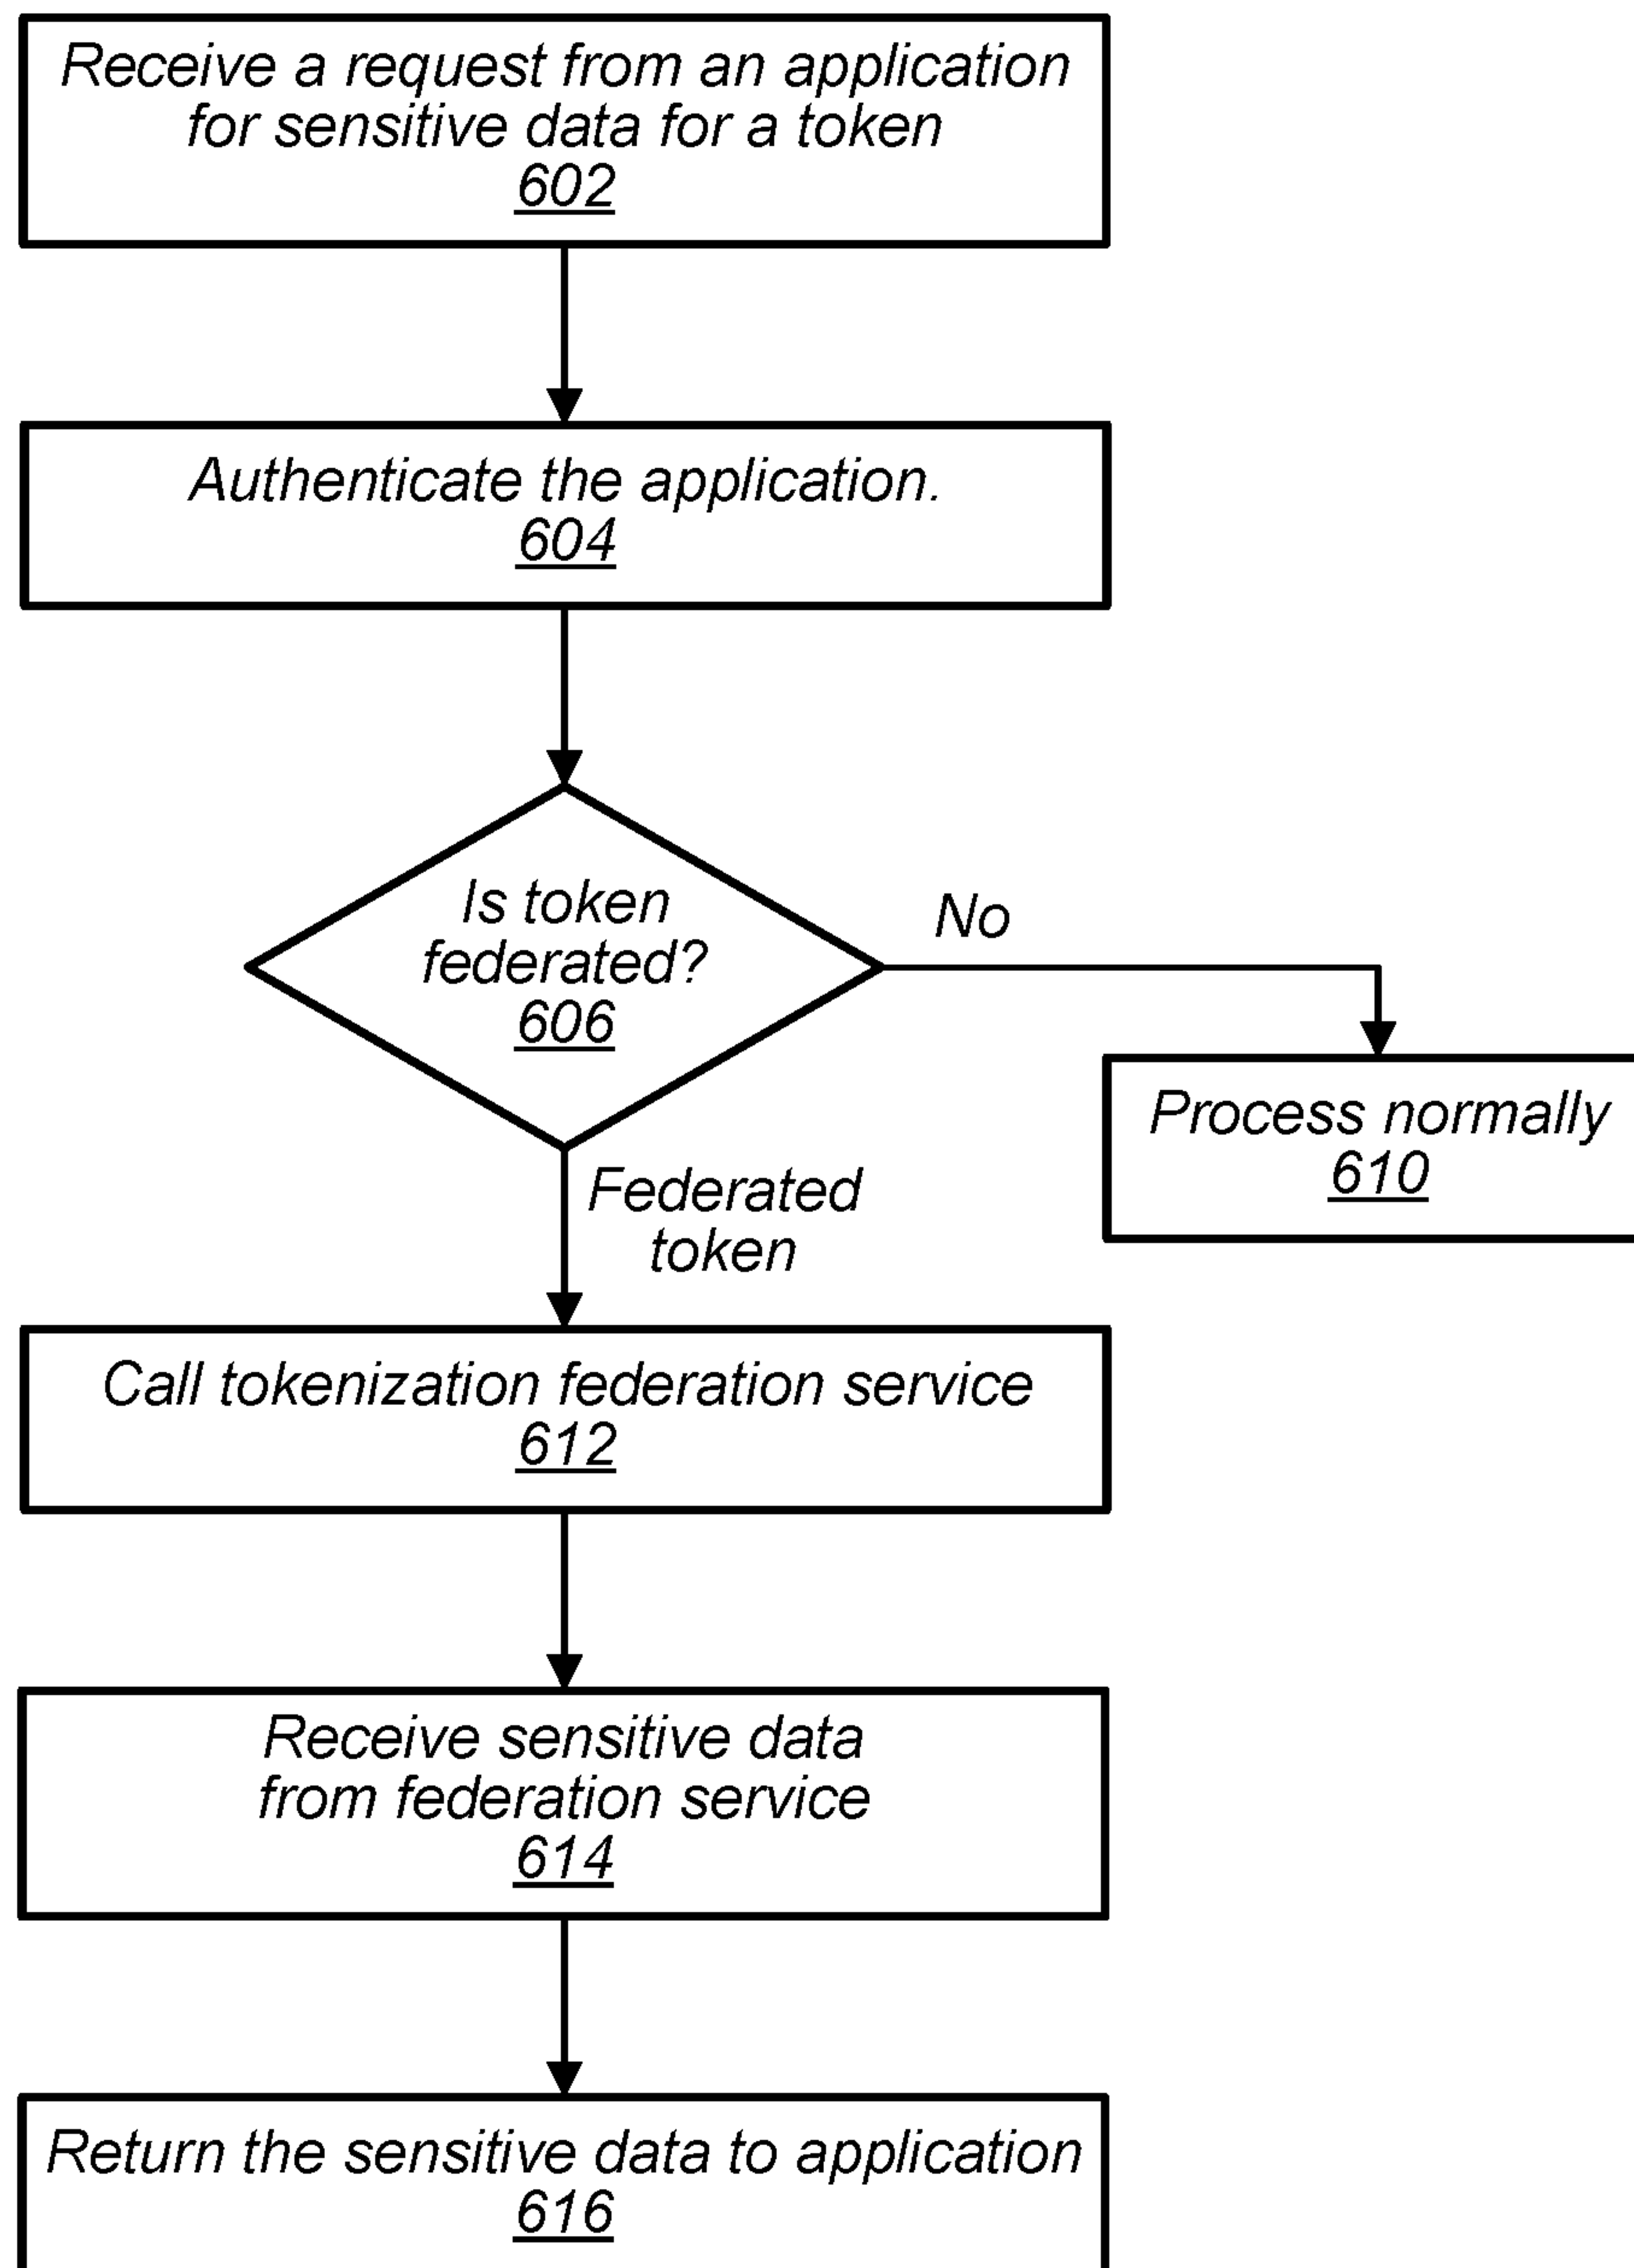 Receive a request from an application
for sensitive data for a token
602
Authenticate the application.
604
Is token
federated?
606
No
Process normally
610
Federated
token
Call tokenization federation service
612
Receive sensitive data
from federation service
614
Return the sensitive data to application
616